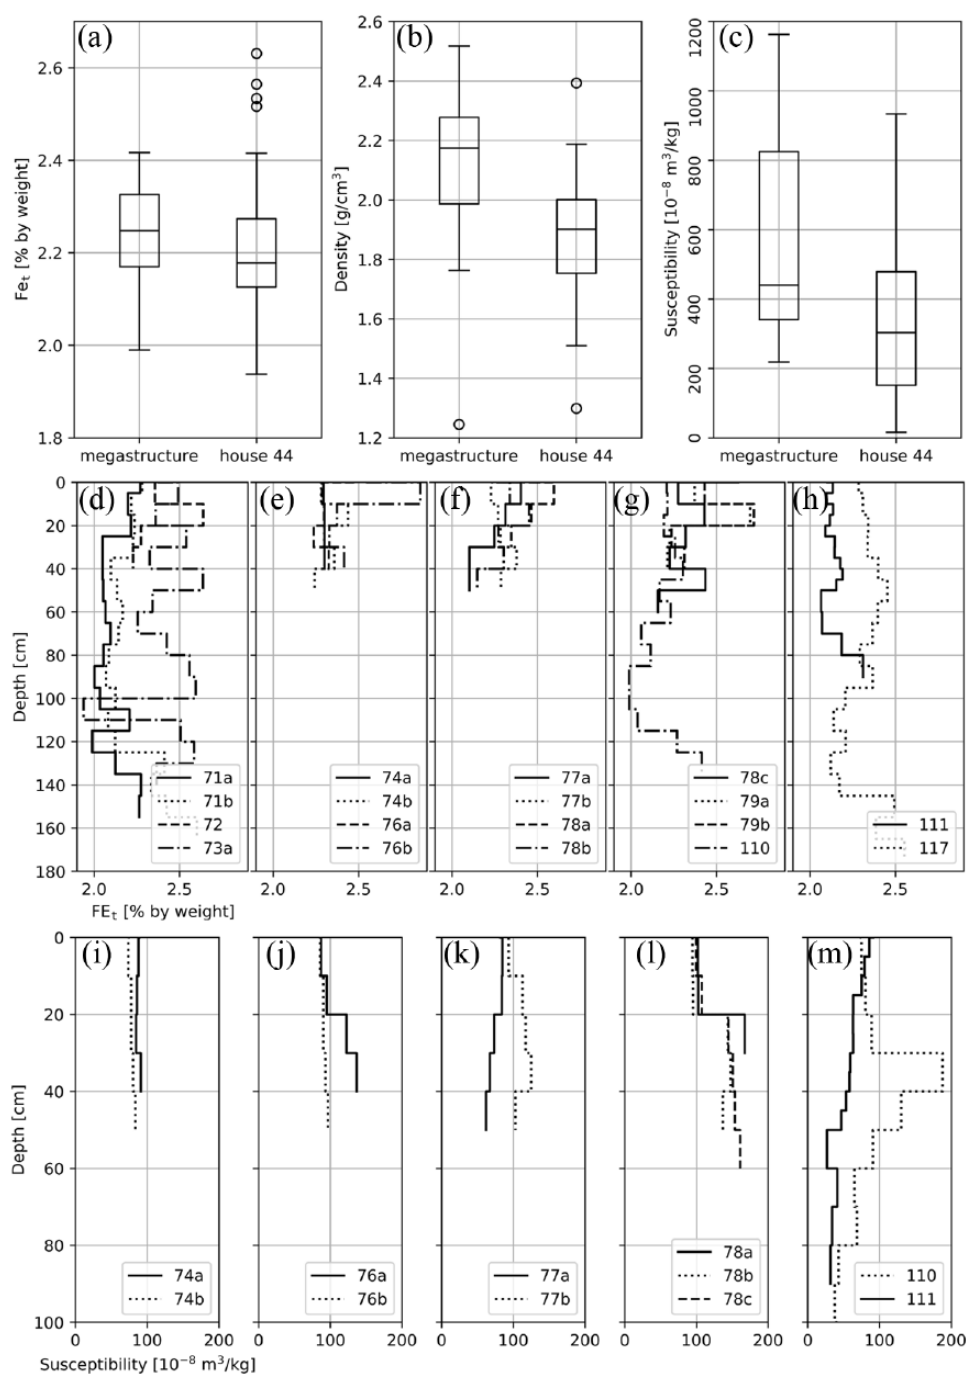 (a) (b) (c)
Fe_t [% by weight]
2.6
2.4
2.2
2.0
1.8
megastructure house 44
Density [g/cm³]
2.6
2.4
2.2
2.0
1.8
1.6
1.4
1.2
megastructure house 44
Susceptibility [10⁻⁸ m³/kg]
1200
1000
800
600
400
200
0
megastructure house 44
(d) (e) (f) (g) (h)
Depth [cm]
0
20
40
60
80
100
120
140
160
180
71a
71b
72
73a
74a
74b
76a
76b
77a
77b
78a
78b
78c
79a
79b
110
111
117
2.0 2.5 2.0 2.5 2.0 2.5 2.0 2.5 2.0 2.5
FE_t [% by weight]
(i) (j) (k) (l) (m)
Depth [cm]
0
20
40
60
80
100
74a
74b
76a
76b
77a
77b
78a
78b
78c
110
111
0 100 200 0 100 200 0 100 200 0 100 200 0 100 200
Susceptibility [10⁻⁸ m³/kg]